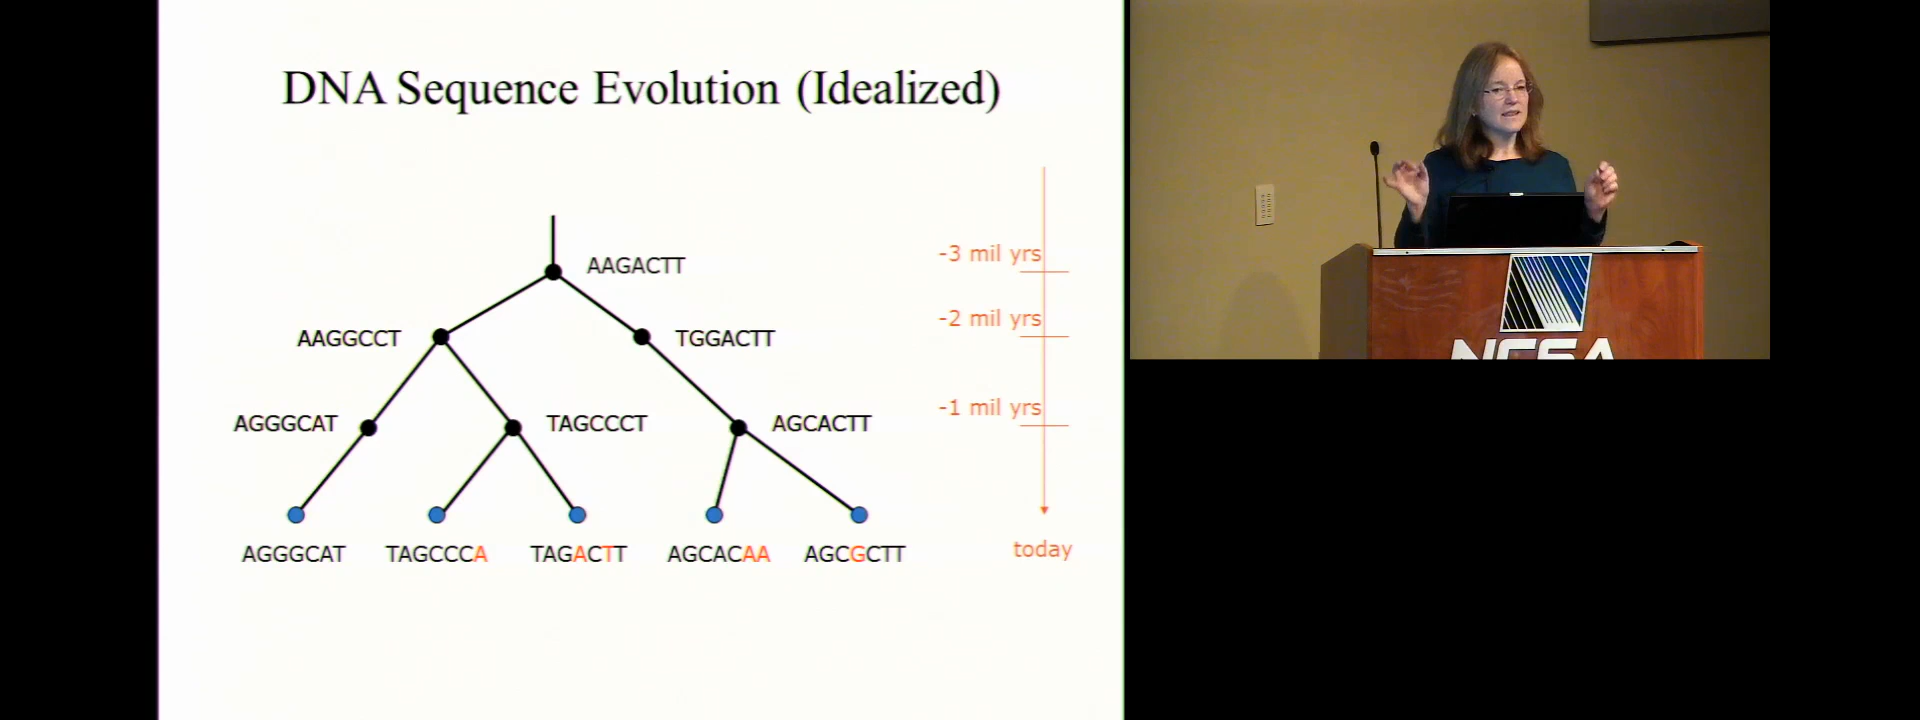 DNA Sequence Evolution (Idealized)
AAGACTT
-3 mil yrs
AAGGCCT
TGGACTT
-2 mil yrs
AGGGCAT
TAGCCCT
AGCACTT
-1 mil yrs
AGGGCAT
TAGCCCA
TAGACTT
AGCACAA
AGCGCTT
today
NCSA